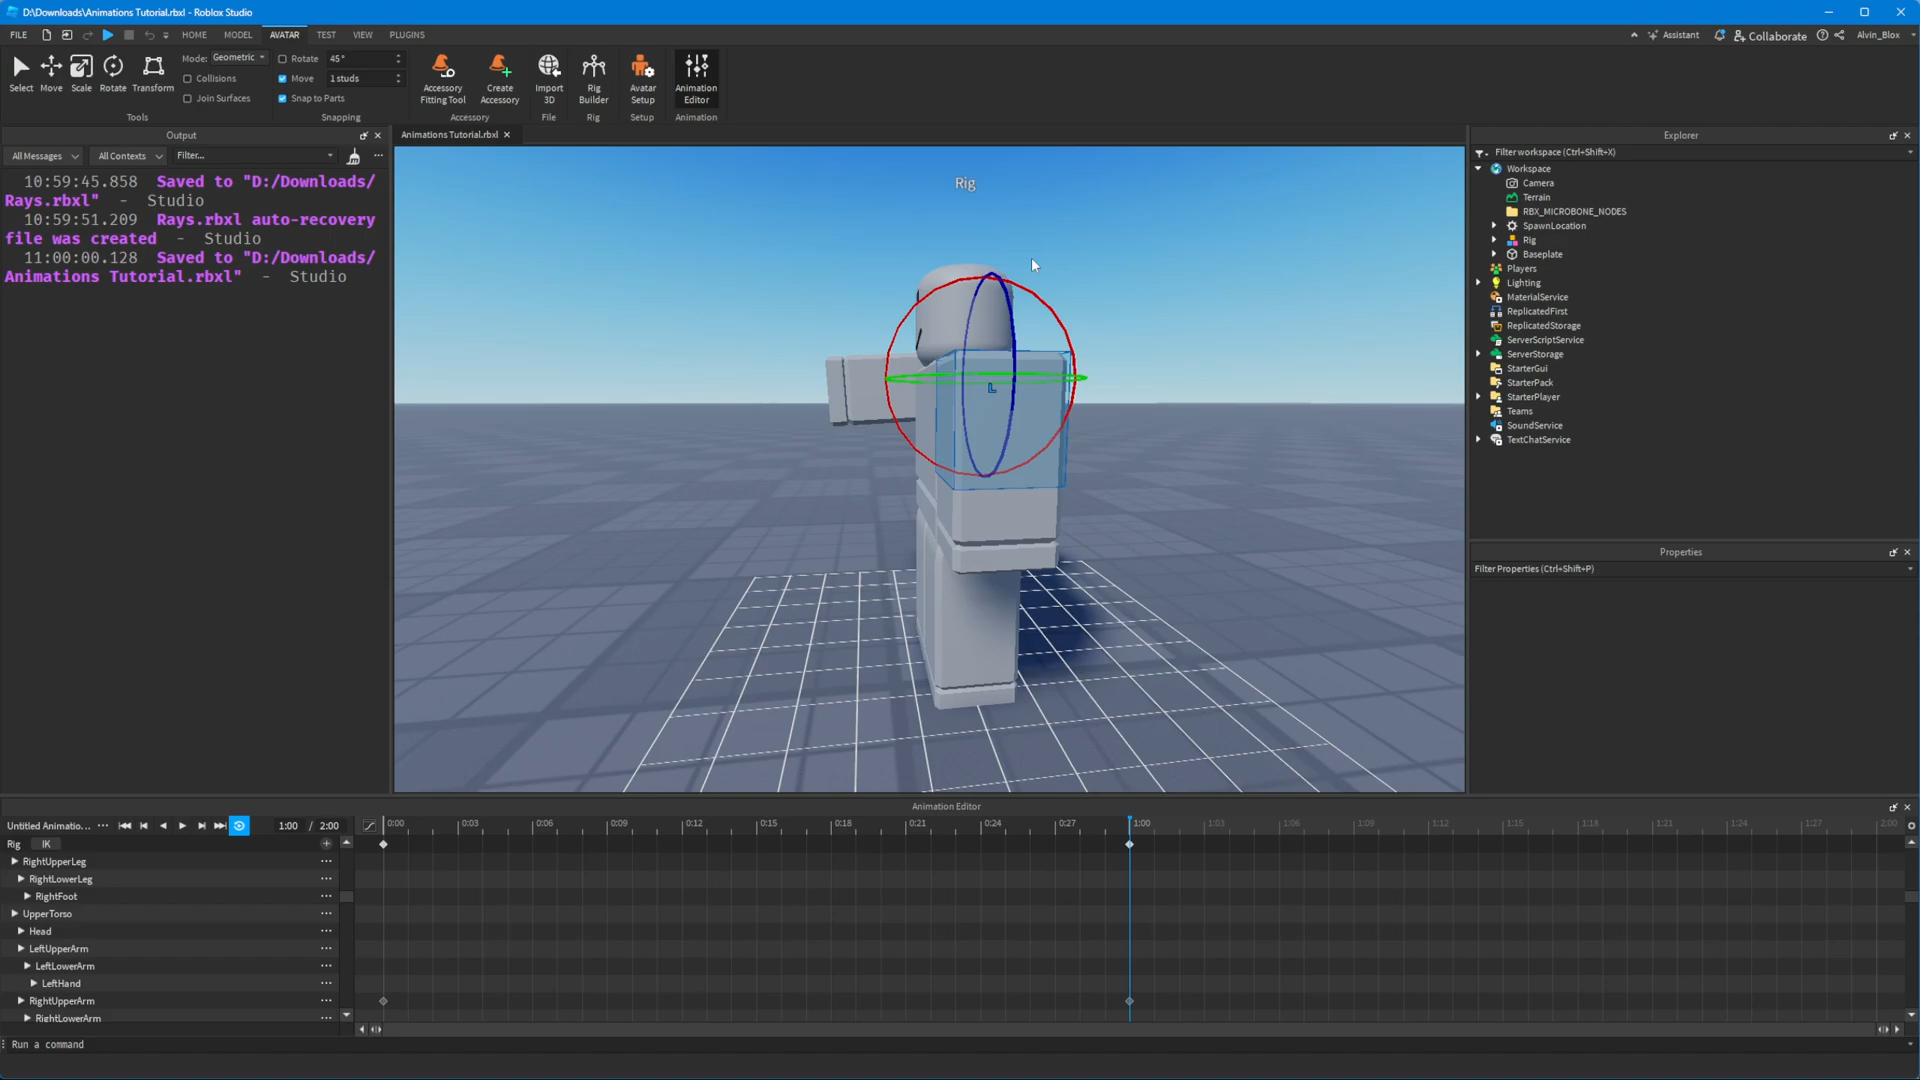 D:\Downloads\Animations Tutorial.rbxl - Roblox Studio
FILE HOME MODEL AVATAR TEST VIEW PLUGINS Assistant Collaborate Alvin_Blox
Select Move Scale Rotate Transform
Mode: Geometric
Collisions
Join Surfaces
Rotate 45°
Move 1 studs
Snap to Parts
Accessory Fitting Tool
Create Accessory
Import 3D
Rig Builder
Avatar Setup
Animation Editor
Tools Snapping Accessory File Rig Setup Animation
Output
All Messages All Contexts Filter...
10:59:45.858 Saved to "D:/Downloads/
Rays.rbxl" - Studio
10:59:51.209 Rays.rbxl auto-recovery
file was created - Studio
11:00:00.128 Saved to "D:/Downloads/
Animations Tutorial.rbxl" - Studio
Animations Tutorial.rbxl
Rig
L
Explorer
Filter workspace (Ctrl+Shift+X)
Workspace
Camera
Terrain
RBX_MICROBONE_NODES
SpawnLocation
Rig
Baseplate
Players
Lighting
MaterialService
ReplicatedFirst
ReplicatedStorage
ServerScriptService
ServerStorage
StarterGui
StarterPack
StarterPlayer
Teams
SoundService
TextChatService
Properties
Filter Properties (Ctrl+Shift+P)
Animation Editor
Untitled Animatio... 1:00 / 2:00 0:00 0:03 0:06 0:09 0:12 0:15 0:18 0:21 0:24 0:27 1:00 1:03 1:06 1:09 1:12 1:15 1:18 1:21 1:24 1:27 2:00
Rig IK
RightUpperLeg
RightLowerLeg
RightFoot
UpperTorso
Head
LeftUpperArm
LeftLowerArm
LeftHand
RightUpperArm
RightLowerArm
Run a command